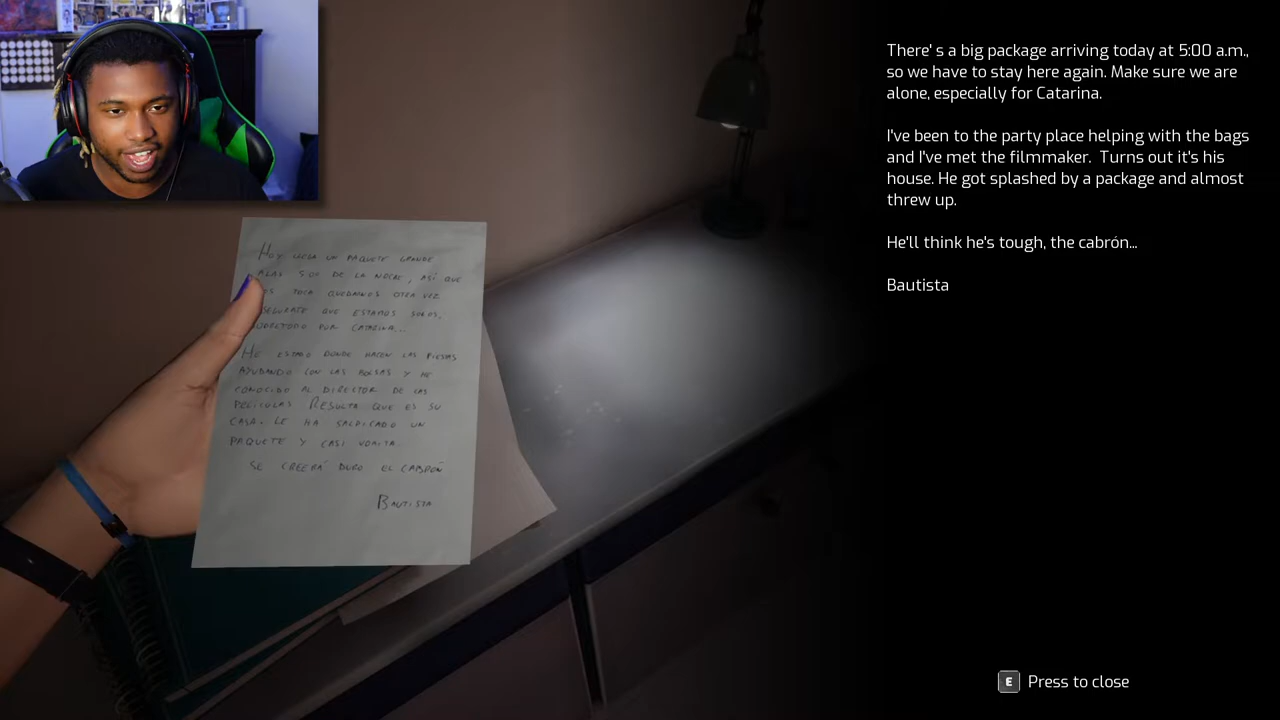 Hoy llega un paquete grande
a las 5:00 de la noche, así que
nos toca quedarnos otra vez
asegurate que estamos solos,
sobretodo por Catarina...
He estado donde hacen las fiestas
ayudando con las bolsas y he
conocido al director de las
películas Resulta que es su
casa. Le ha salpicado un
paquete y casi vomita.
Se creerá duro el cabrón
Bautista
There's a big package arriving today at 5:00 a.m.,
so we have to stay here again. Make sure we are
alone, especially for Catarina.
I've been to the party place helping with the bags
and I've met the filmmaker. Turns out it's his
house. He got splashed by a package and almost
threw up.
He'll think he's tough, the cabrón...
Bautista
E Press to close